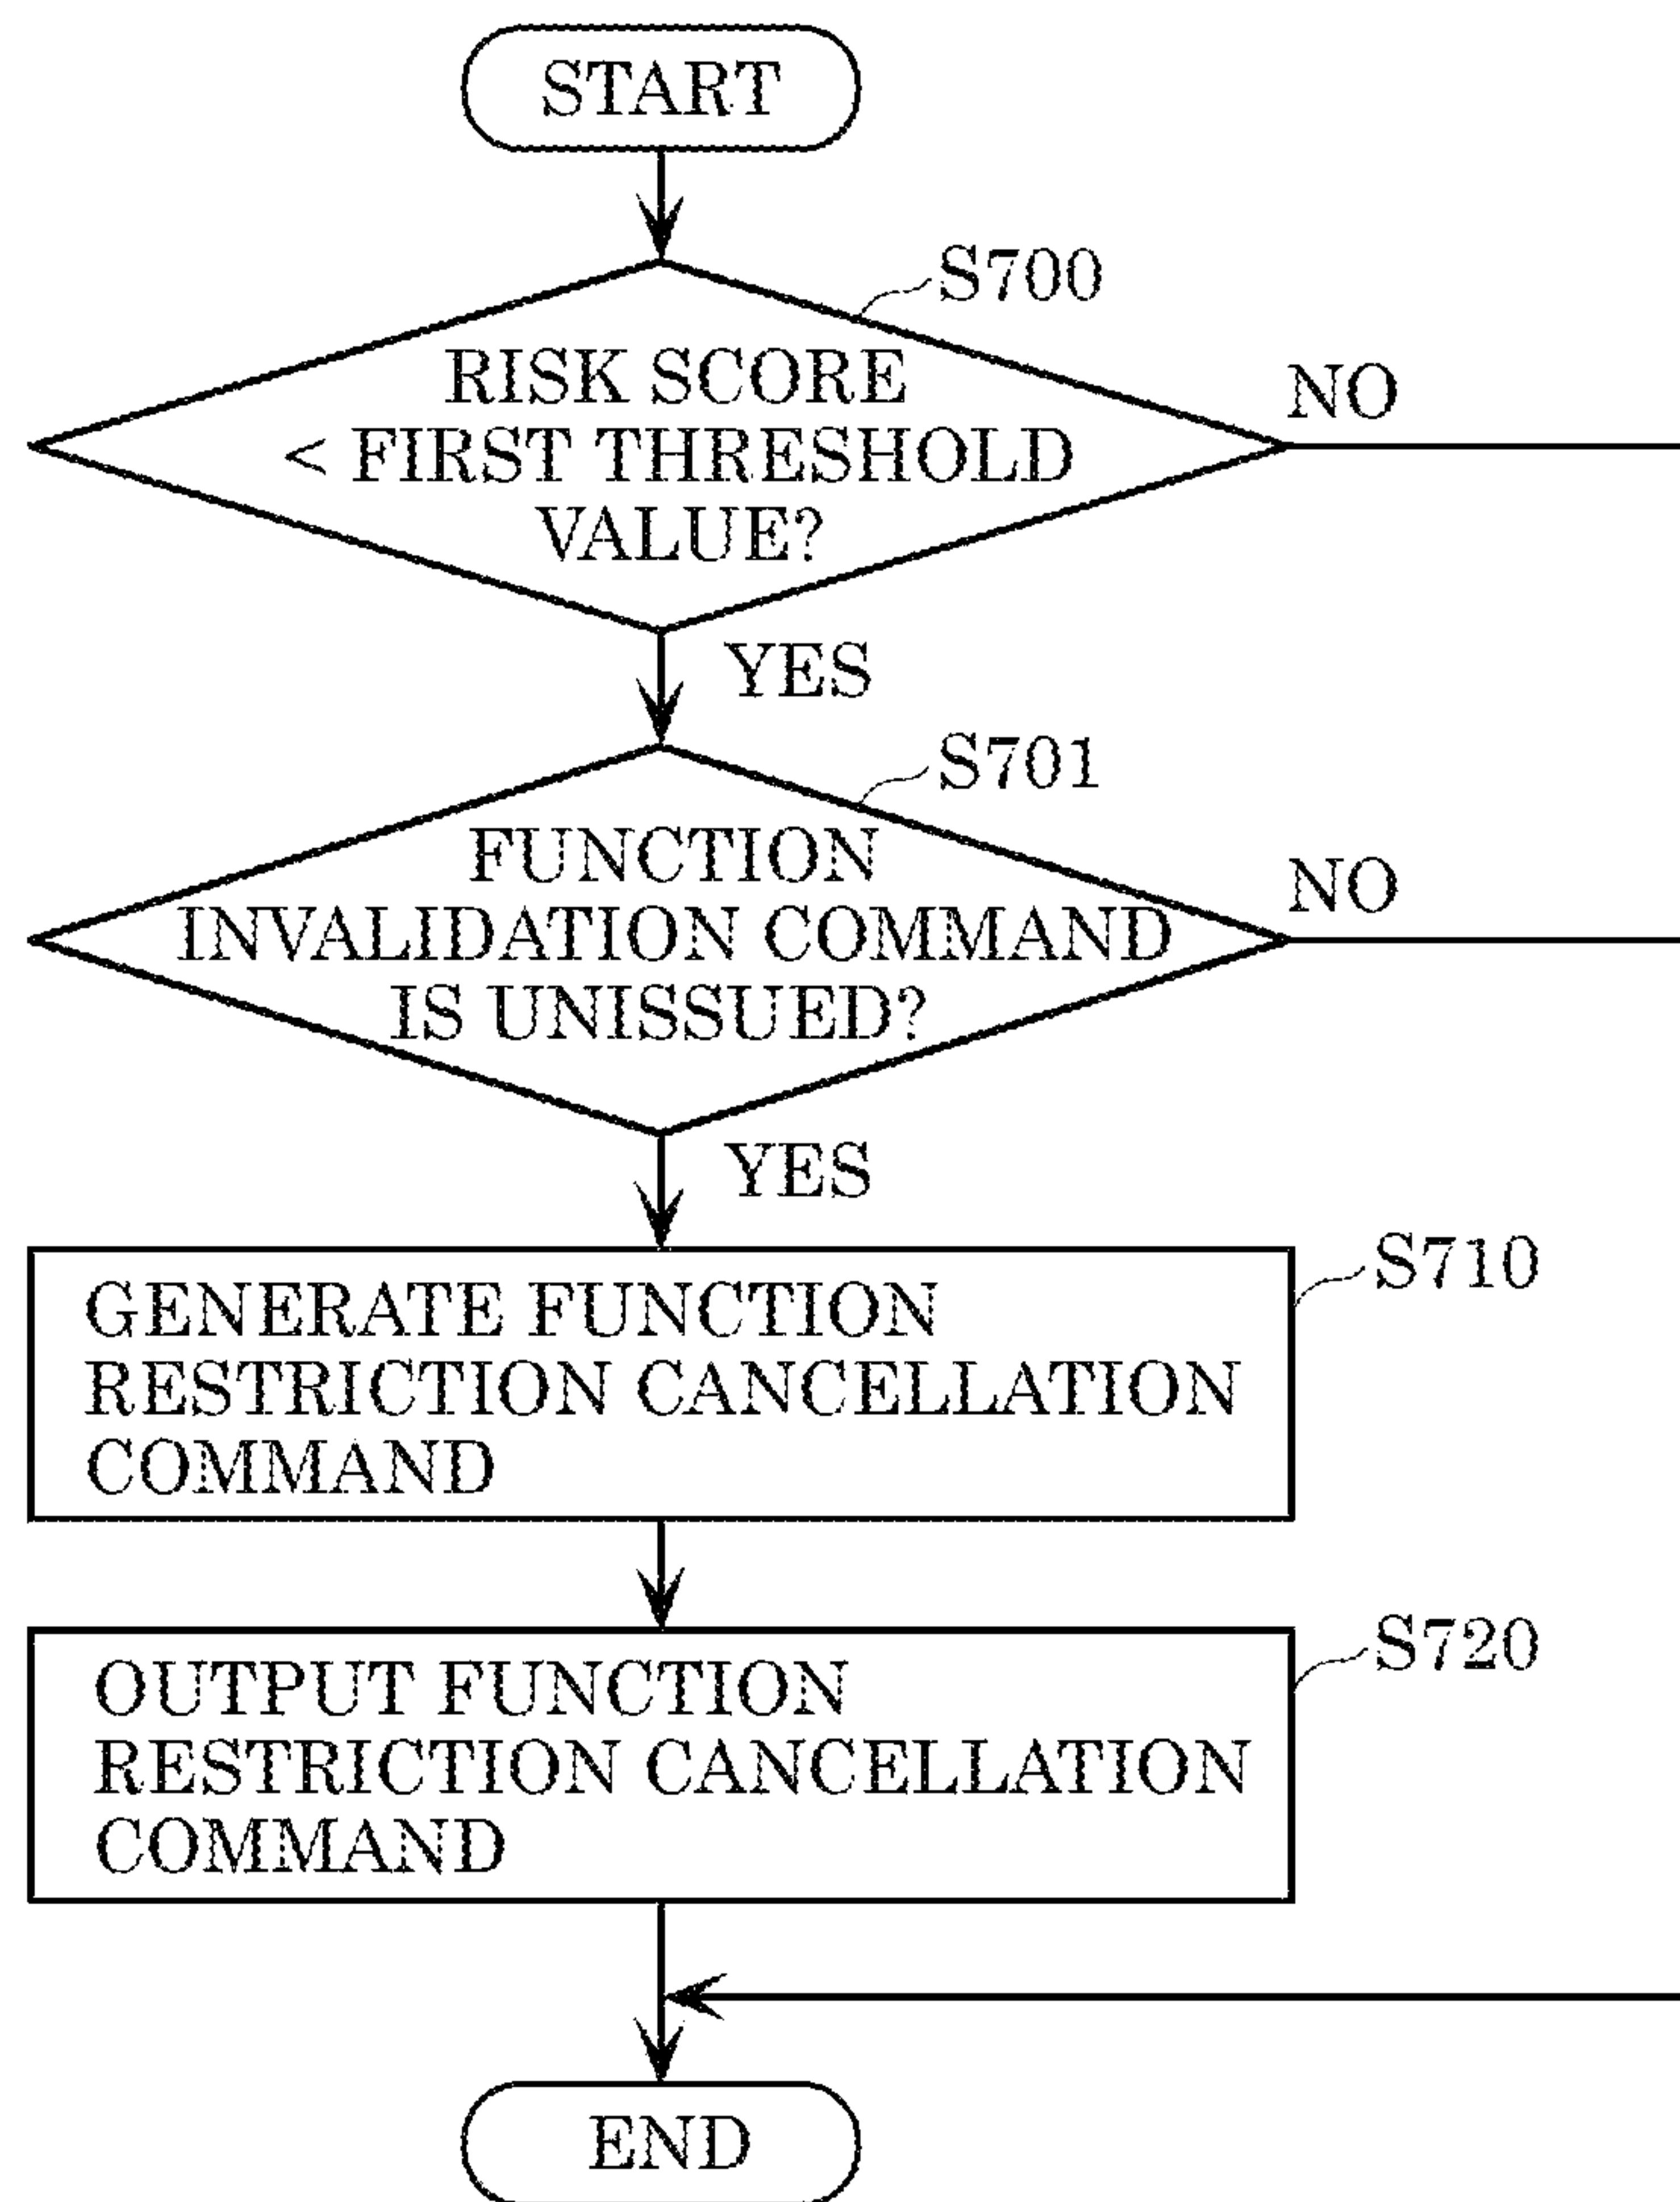 START
S700
RISK SCORE
NO
< FIRST THRESHOLD
VALUE?
YES
S701
FUNCTION
NO
INVALIDATION COMMAND
IS UNISSUED?
YES
S710
GENERATE FUNCTION
RESTRICTION CANCELLATION
COMMAND
S720
OUTPUT FUNCTION
RESTRICTION CANCELLATION
COMMAND
END